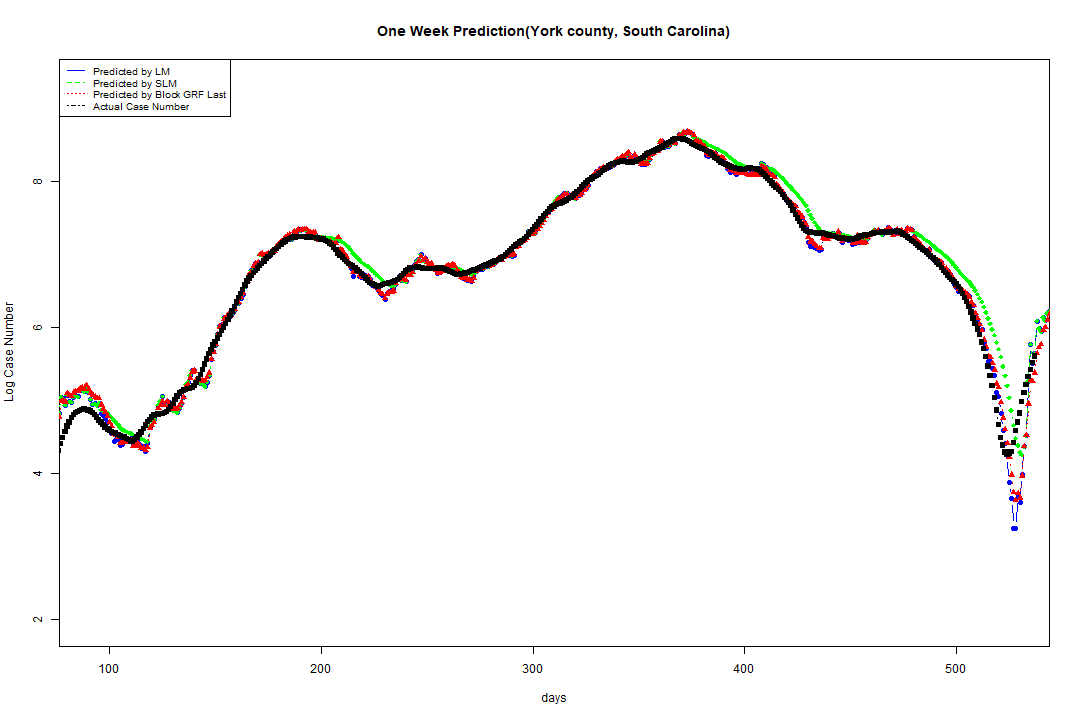 One Week Prediction(York county, South Carolina)
Predicted by LM
Predicted by SLM
Predicted by Block GRF Last
Actual Case Number
8
6
4
2
Log Case Number
100 200 300 400 500
days